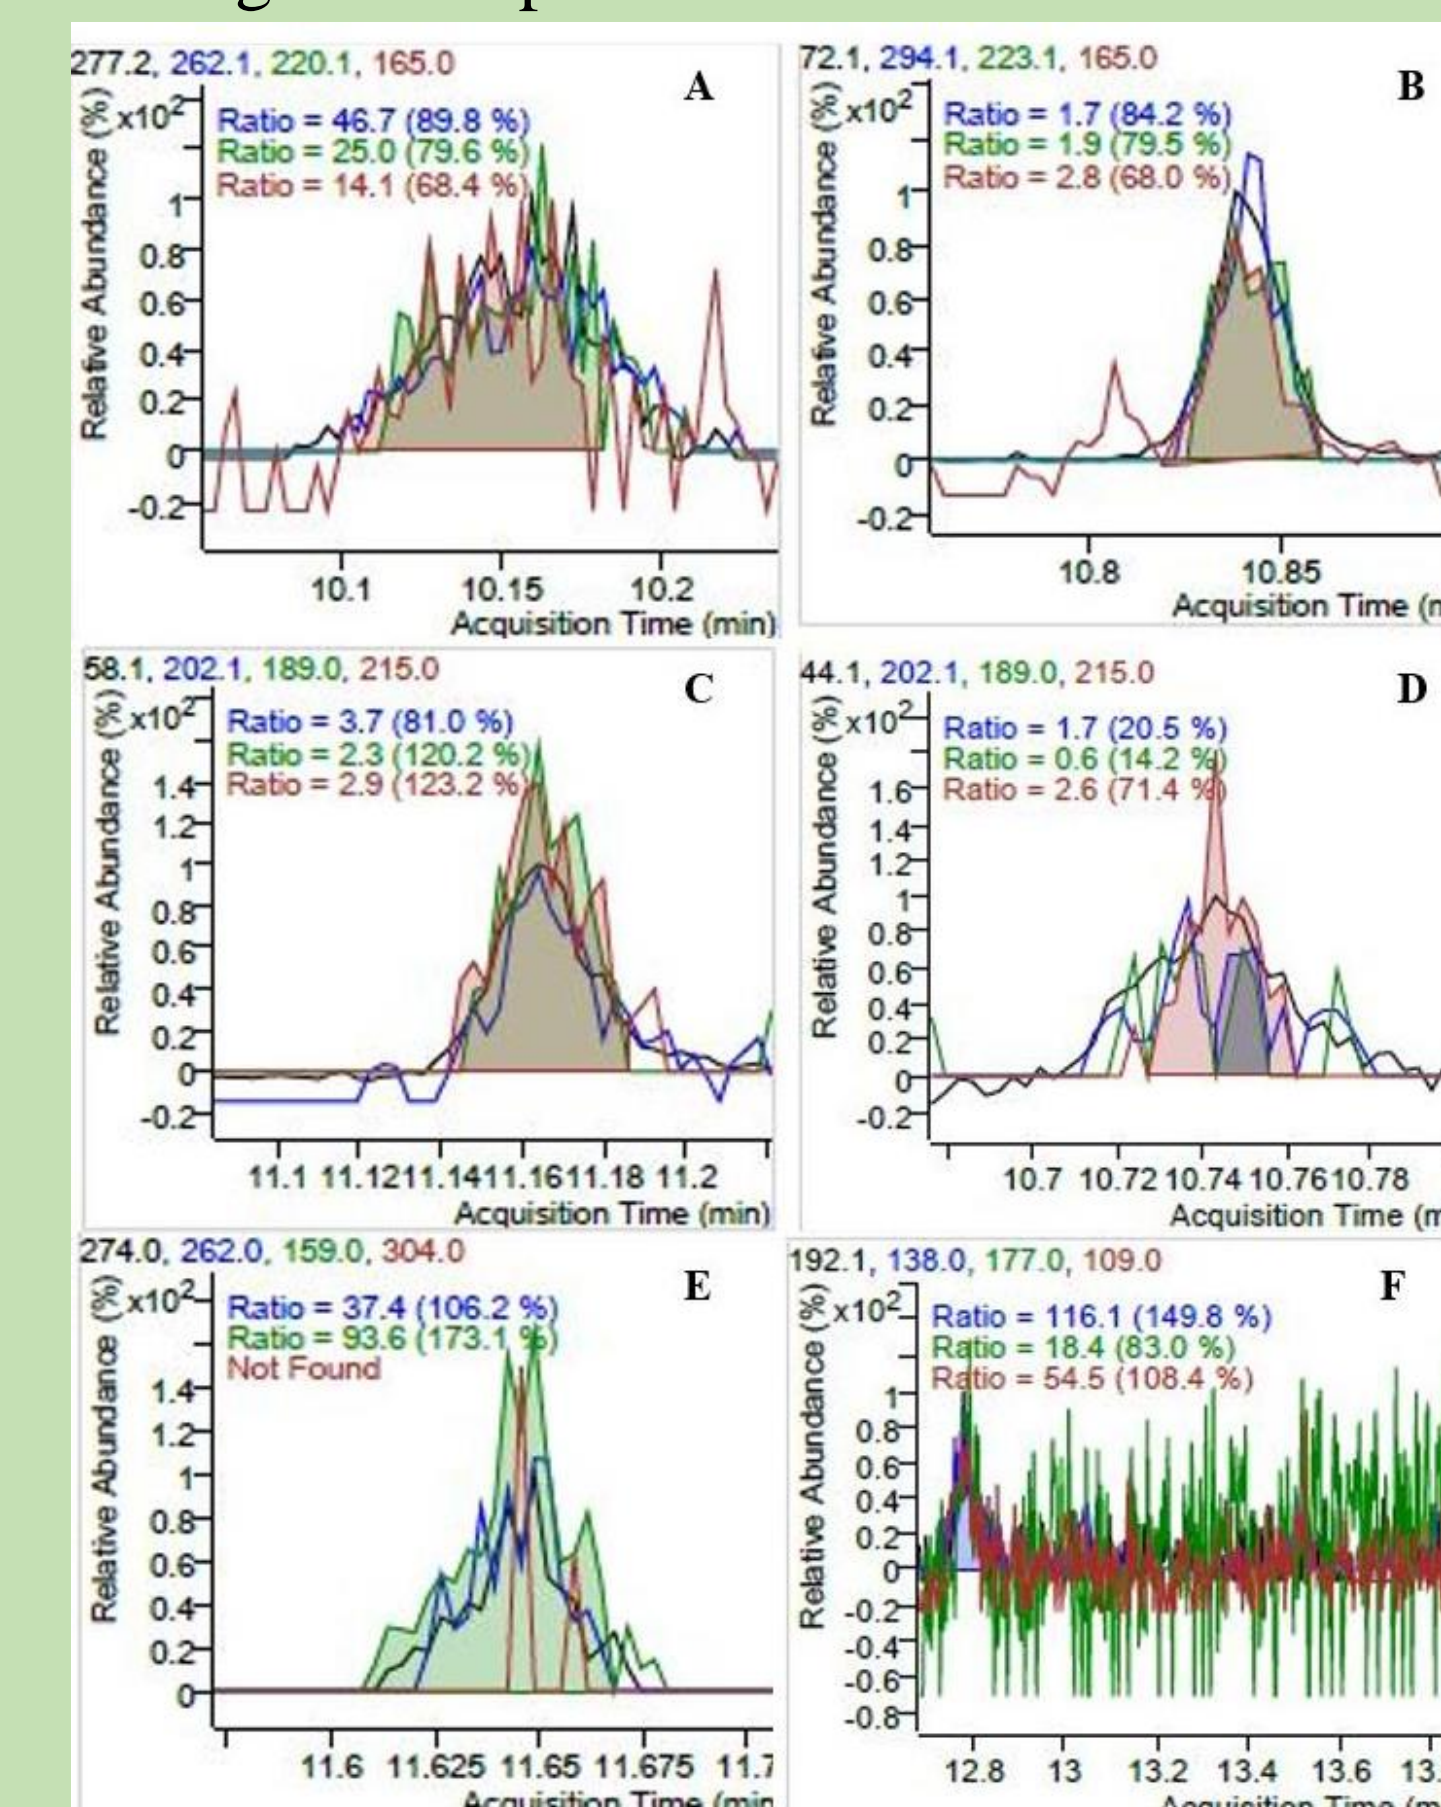 277.2, 262.1, 220.1, 165.0
A
Relative Abundance (%)
x10²
Ratio = 46.7 (89.8 %)
Ratio = 25.0 (79.6 %)
Ratio = 14.1 (68.4 %)
1
0.8
0.6
0.4
0.2
0
-0.2
10.1 10.15 10.2
Acquisition Time (min)
72.1, 294.1, 223.1, 165.0
B
Relative Abundance (%)
x10²
Ratio = 1.7 (84.2 %)
Ratio = 1.9 (79.5 %)
Ratio = 2.8 (68.0 %)
1
0.8
0.6
0.4
0.2
0
-0.2
10.8 10.85
Acquisition Time (
58.1, 202.1, 189.0, 215.0
C
Relative Abundance (%)
x10²
Ratio = 3.7 (81.0 %)
Ratio = 2.3 (120.2 %)
Ratio = 2.9 (123.2 %)
1.4
1.2
1
0.8
0.6
0.4
0.2
0
-0.2
11.1 11.12 11.14 11.16 11.18 11.2
Acquisition Time (min)
44.1, 202.1, 189.0, 215.0
D
Relative Abundance (%)
x10²
Ratio = 1.7 (20.5 %)
Ratio = 0.6 (14.2 %)
Ratio = 2.6 (71.4 %)
1.6
1.4
1.2
1
0.8
0.6
0.4
0.2
0
-0.2
10.7 10.72 10.74 10.76 10.78
Acquisition Time (
274.0, 262.0, 159.0, 304.0
E
Relative Abundance (%)
x10²
Ratio = 37.4 (106.2 %)
Ratio = 93.6 (173.1 %)
Not Found
1.4
1.2
1
0.8
0.6
0.4
0.2
0
11.6 11.625 11.65 11.675 11.7
Acquisition Time (min
192.1, 138.0, 177.0, 109.0
F
Relative Abundance (%)
x10²
Ratio = 116.1 (149.8 %)
Ratio = 18.4 (83.0 %)
Ratio = 54.5 (108.4 %)
1
0.8
0.6
0.4
0.2
0
-0.2
-0.4
-0.6
-0.8
12.8 13 13.2 13.4 13.6 13.
Acquisition Time (